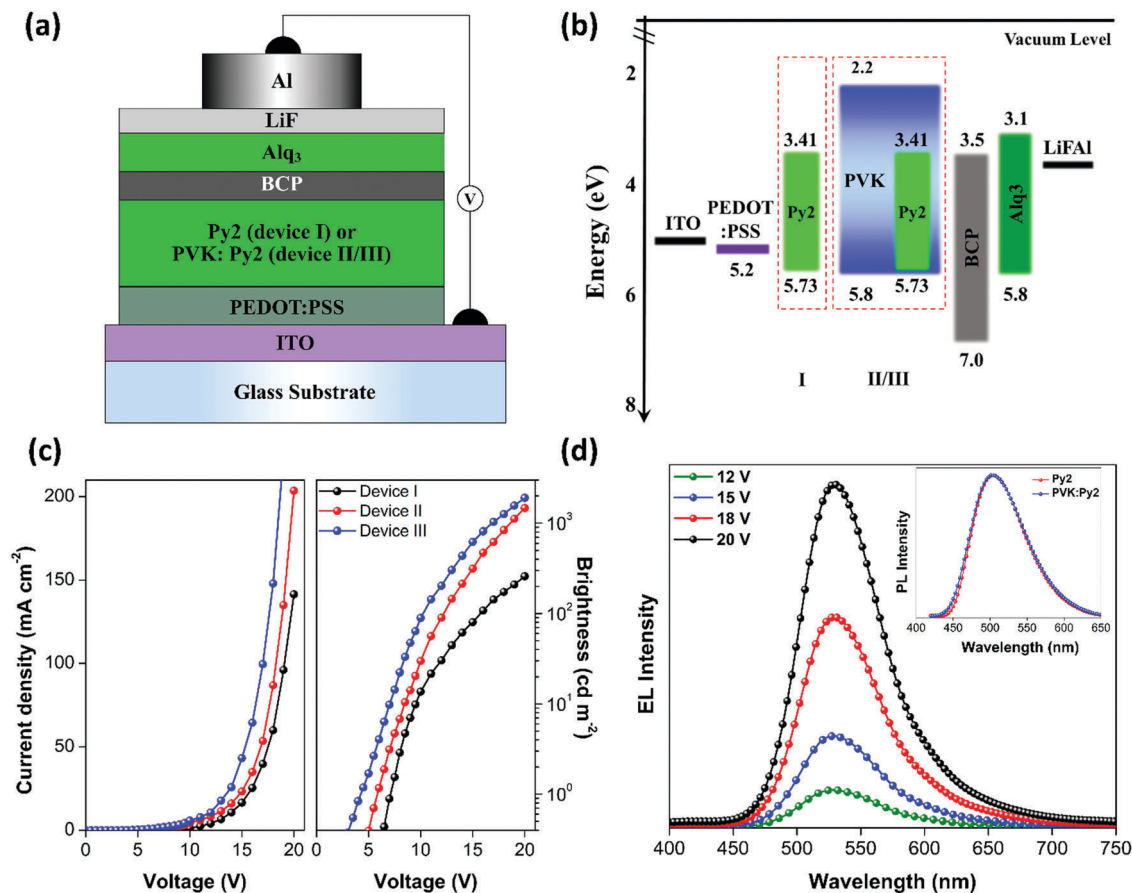 (a)
Al
LiF
Alq3
BCP
Py2 (device I) or
PVK: Py2 (device II/III)
PEDOT:PSS
ITO
Glass Substrate
V
(b)
Vacuum Level
Energy (eV)
2
4
6
8
ITO
PEDOT
:PSS
5.2
3.41
Py2
5.73
I
2.2
PVK
5.8
3.41
Py2
5.73
II/III
3.5
BCP
7.0
3.1
Alq3
5.8
LiFAl
(c)
Current density (mA cm-2)
200
150
100
50
0
0 5 10 15 20
Voltage (V)
Device I
Device II
Device III
0 5 10 15 20
Voltage (V)
10³
10²
10¹
10⁰
Brightness (cd m-2)
(d)
EL Intensity
12 V
15 V
18 V
20 V
400 450 500 550 600 650 700 750
Wavelength (nm)
PL Intensity
Py2
PVK:Py2
400 450 500 550 600 650
Wavelength (nm)